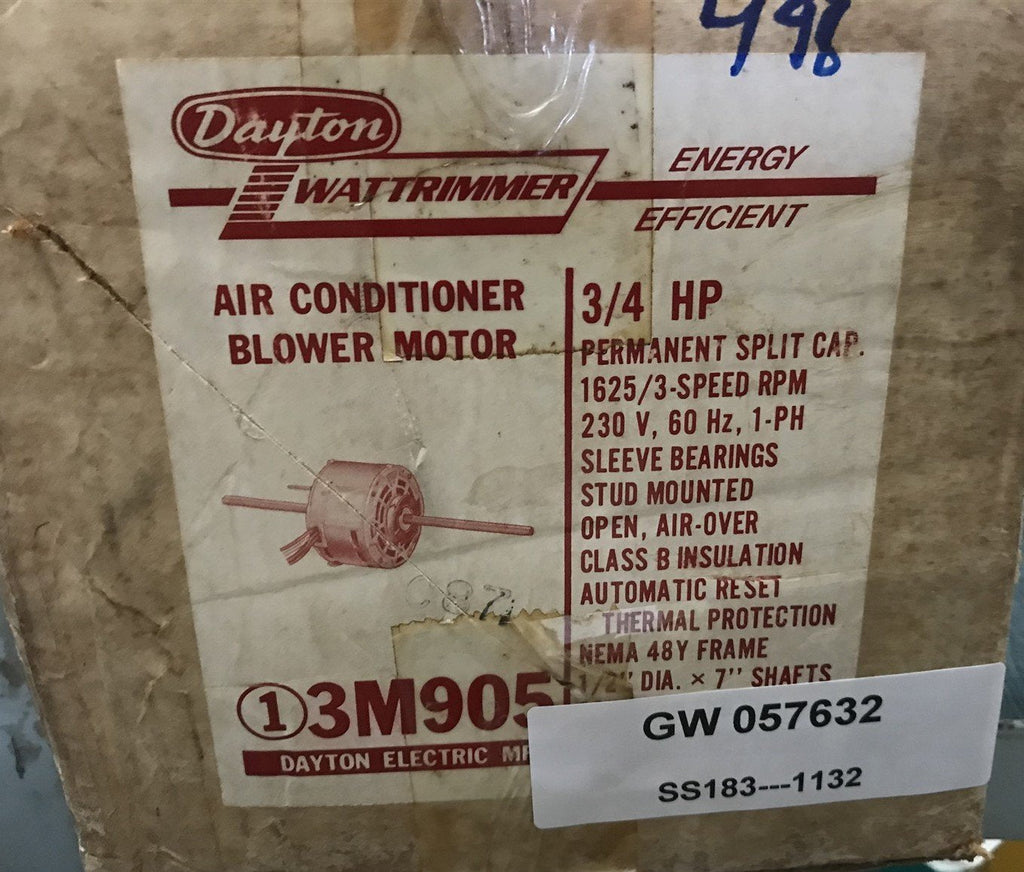 498
Dayton
WATTRIMMER
ENERGY
EFFICIENT
AIR CONDITIONER
BLOWER MOTOR
3/4 HP
PERMANENT SPLIT CAP.
1625/3-SPEED RPM
230 V, 60 Hz, 1-PH
SLEEVE BEARINGS
STUD MOUNTED
OPEN, AIR-OVER
CLASS B INSULATION
AUTOMATIC RESET
THERMAL PROTECTION
NEMA 48Y FRAME
1/2" DIA. × 7" SHAFTS
1 3M905
DAYTON ELECTRIC
GW 057632
SS183---1132